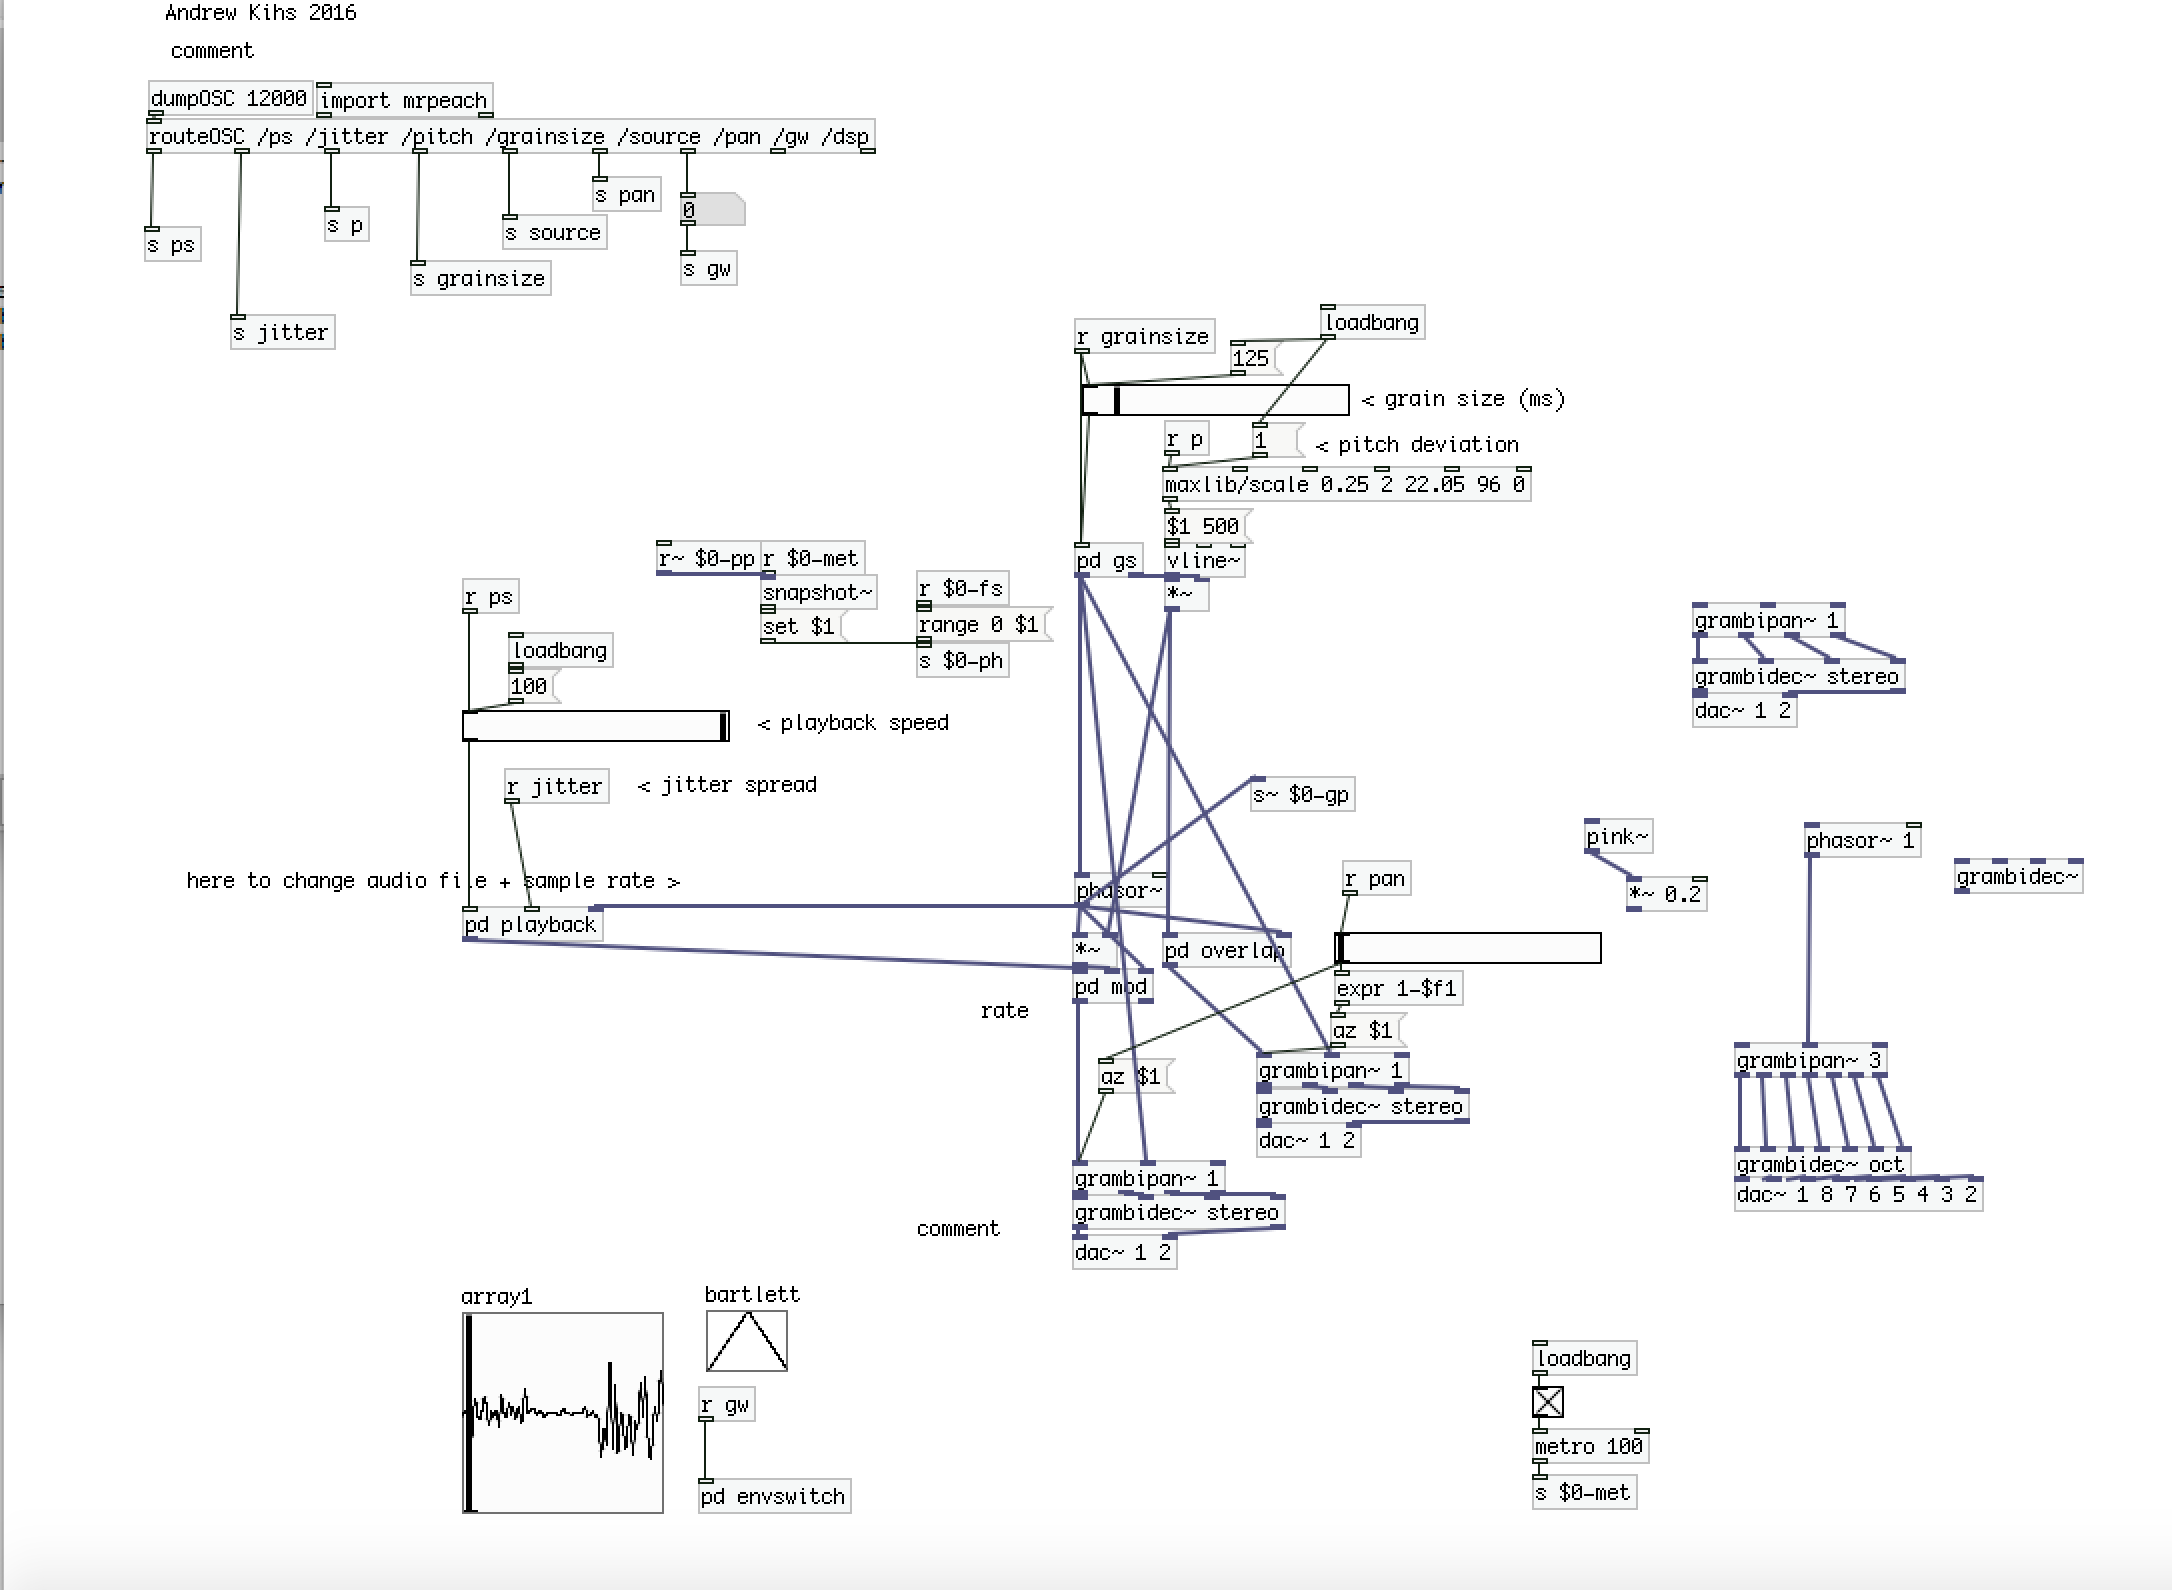 Andrew Kihs 2016
comment
dumpOSC 12000
import mrpeach
routeOSC /ps /jitter /pitch /grainsize /source /pan /gw /dsp
s ps
s jitter
s p
s grainsize
s source
s pan
0
s gw
r grainsize
loadbang
125
< grain size (ms)
r p
1
< pitch deviation
maxlib/scale 0.25 2 22.05 96 0
$1 500
pd gs
vline~
*~
r~ $0-pp
r $0-met
snapshot~
set $1
r $0-fs
range 0 $1
s $0-ph
r ps
loadbang
100
< playback speed
r jitter
< jitter spread
here to change audio file + sample rate >
pd playback
s~ $0-gp
phasor~
*~
pd overlap
pd mod
rate
r pan
expr 1-$f1
az $1
az $1
grambipan~ 1
grambidec~ stereo
dac~ 1 2
grambipan~ 1
grambidec~ stereo
dac~ 1 2
comment
grambipan~ 1
grambidec~ stereo
dac~ 1 2
pink~
*~ 0.2
phasor~ 1
grambidec~
grambipan~ 3
grambidec~ oct
dac~ 1 8 7 6 5 4 3 2
array1
bartlett
r gw
pd envswitch
loadbang
metro 100
s $0-met